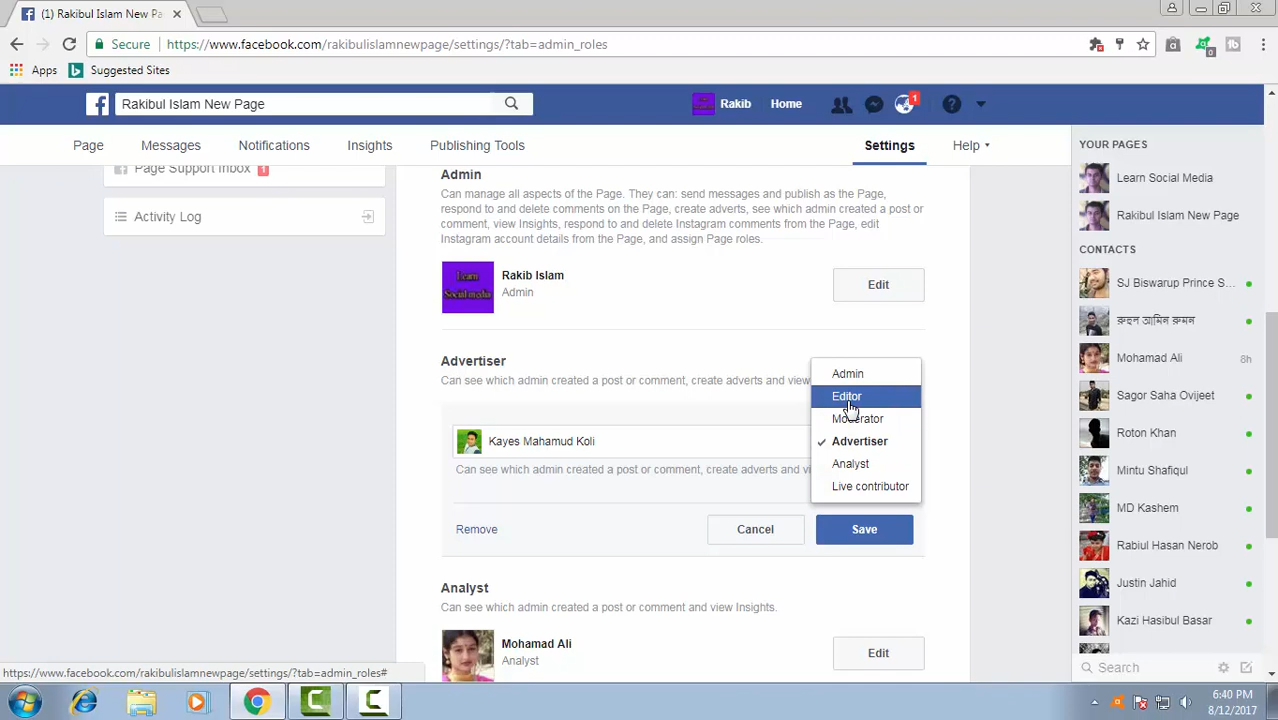 (1) Rakibul Islam New Pa
Secure
https://www.facebook.com/rakibulislamnewpage/settings/?tab=admin_roles
0
Apps
Suggested Sites
Rakibul Islam New Page
Rakib
Home
1
Page
Messages
Notifications
Insights
Publishing Tools
Settings
Help
Page Support Inbox 1
Activity Log
Admin
Can manage all aspects of the Page. They can: send messages and publish as the Page,
respond to and delete comments on the Page, create adverts, see which admin created a post or
comment, view Insights, respond to and delete Instagram comments from the Page, edit
Instagram account details from the Page, and assign Page roles.
Learn
Social media
Rakib Islam
Admin
Edit
Advertiser
Can see which admin created a post or comment, create adverts and view
Kayes Mahamud Koli
Can see which admin created a post or comment, create adverts and vi
Admin
Editor
Moderator
Advertiser
Analyst
Live contributor
Remove
Cancel
Save
Analyst
Can see which admin created a post or comment and view Insights.
Mohamad Ali
Analyst
Edit
YOUR PAGES
Learn Social Media
Rakibul Islam New Page
CONTACTS
SJ Biswarup Prince S...
রুহুল আমিন রুমন
Mohamad Ali
8h
Sagor Saha Ovijeet
Roton Khan
Mintu Shafiqul
MD Kashem
Rabiul Hasan Nerob
Justin Jahid
Kazi Hasibul Basar
Search
https://www.facebook.com/rakibulislamnewpage/settings/?tab=admin_roles#
6:40 PM
8/12/2017